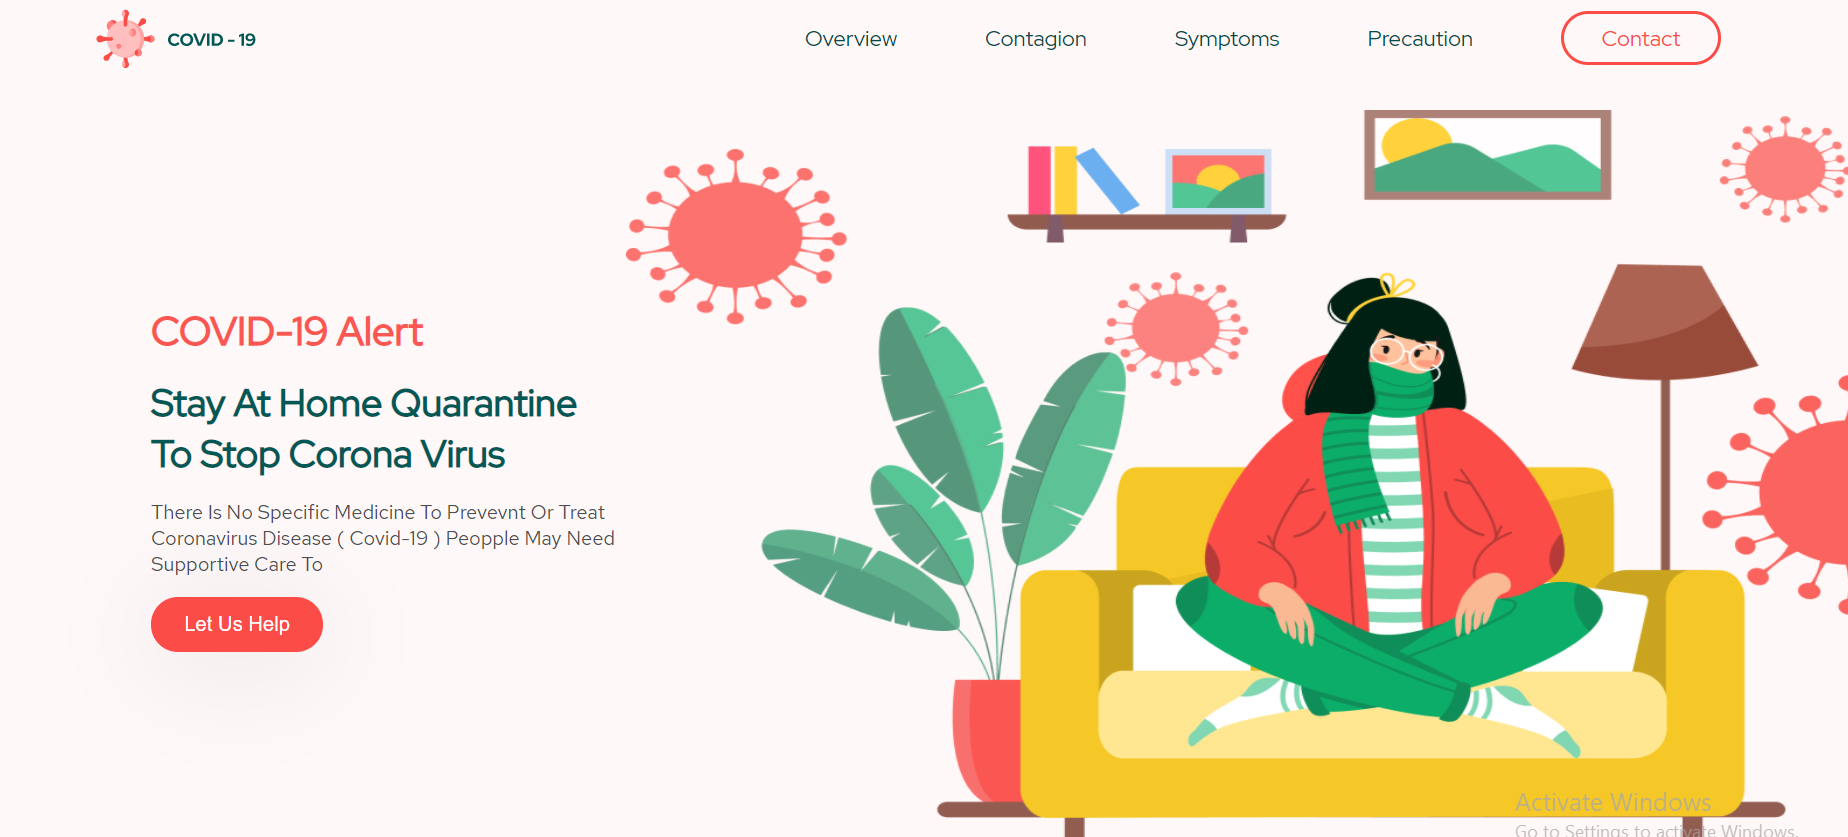 COVID - 19
Overview
Contagion
Symptoms
Precaution
Contact
COVID-19 Alert
Stay At Home Quarantine
To Stop Corona Virus
There Is No Specific Medicine To Prevevnt Or Treat
Coronavirus Disease ( Covid-19 ) Peopple May Need
Supportive Care To
Let Us Help
Activate Windows
Go to Settings to activate Windows.